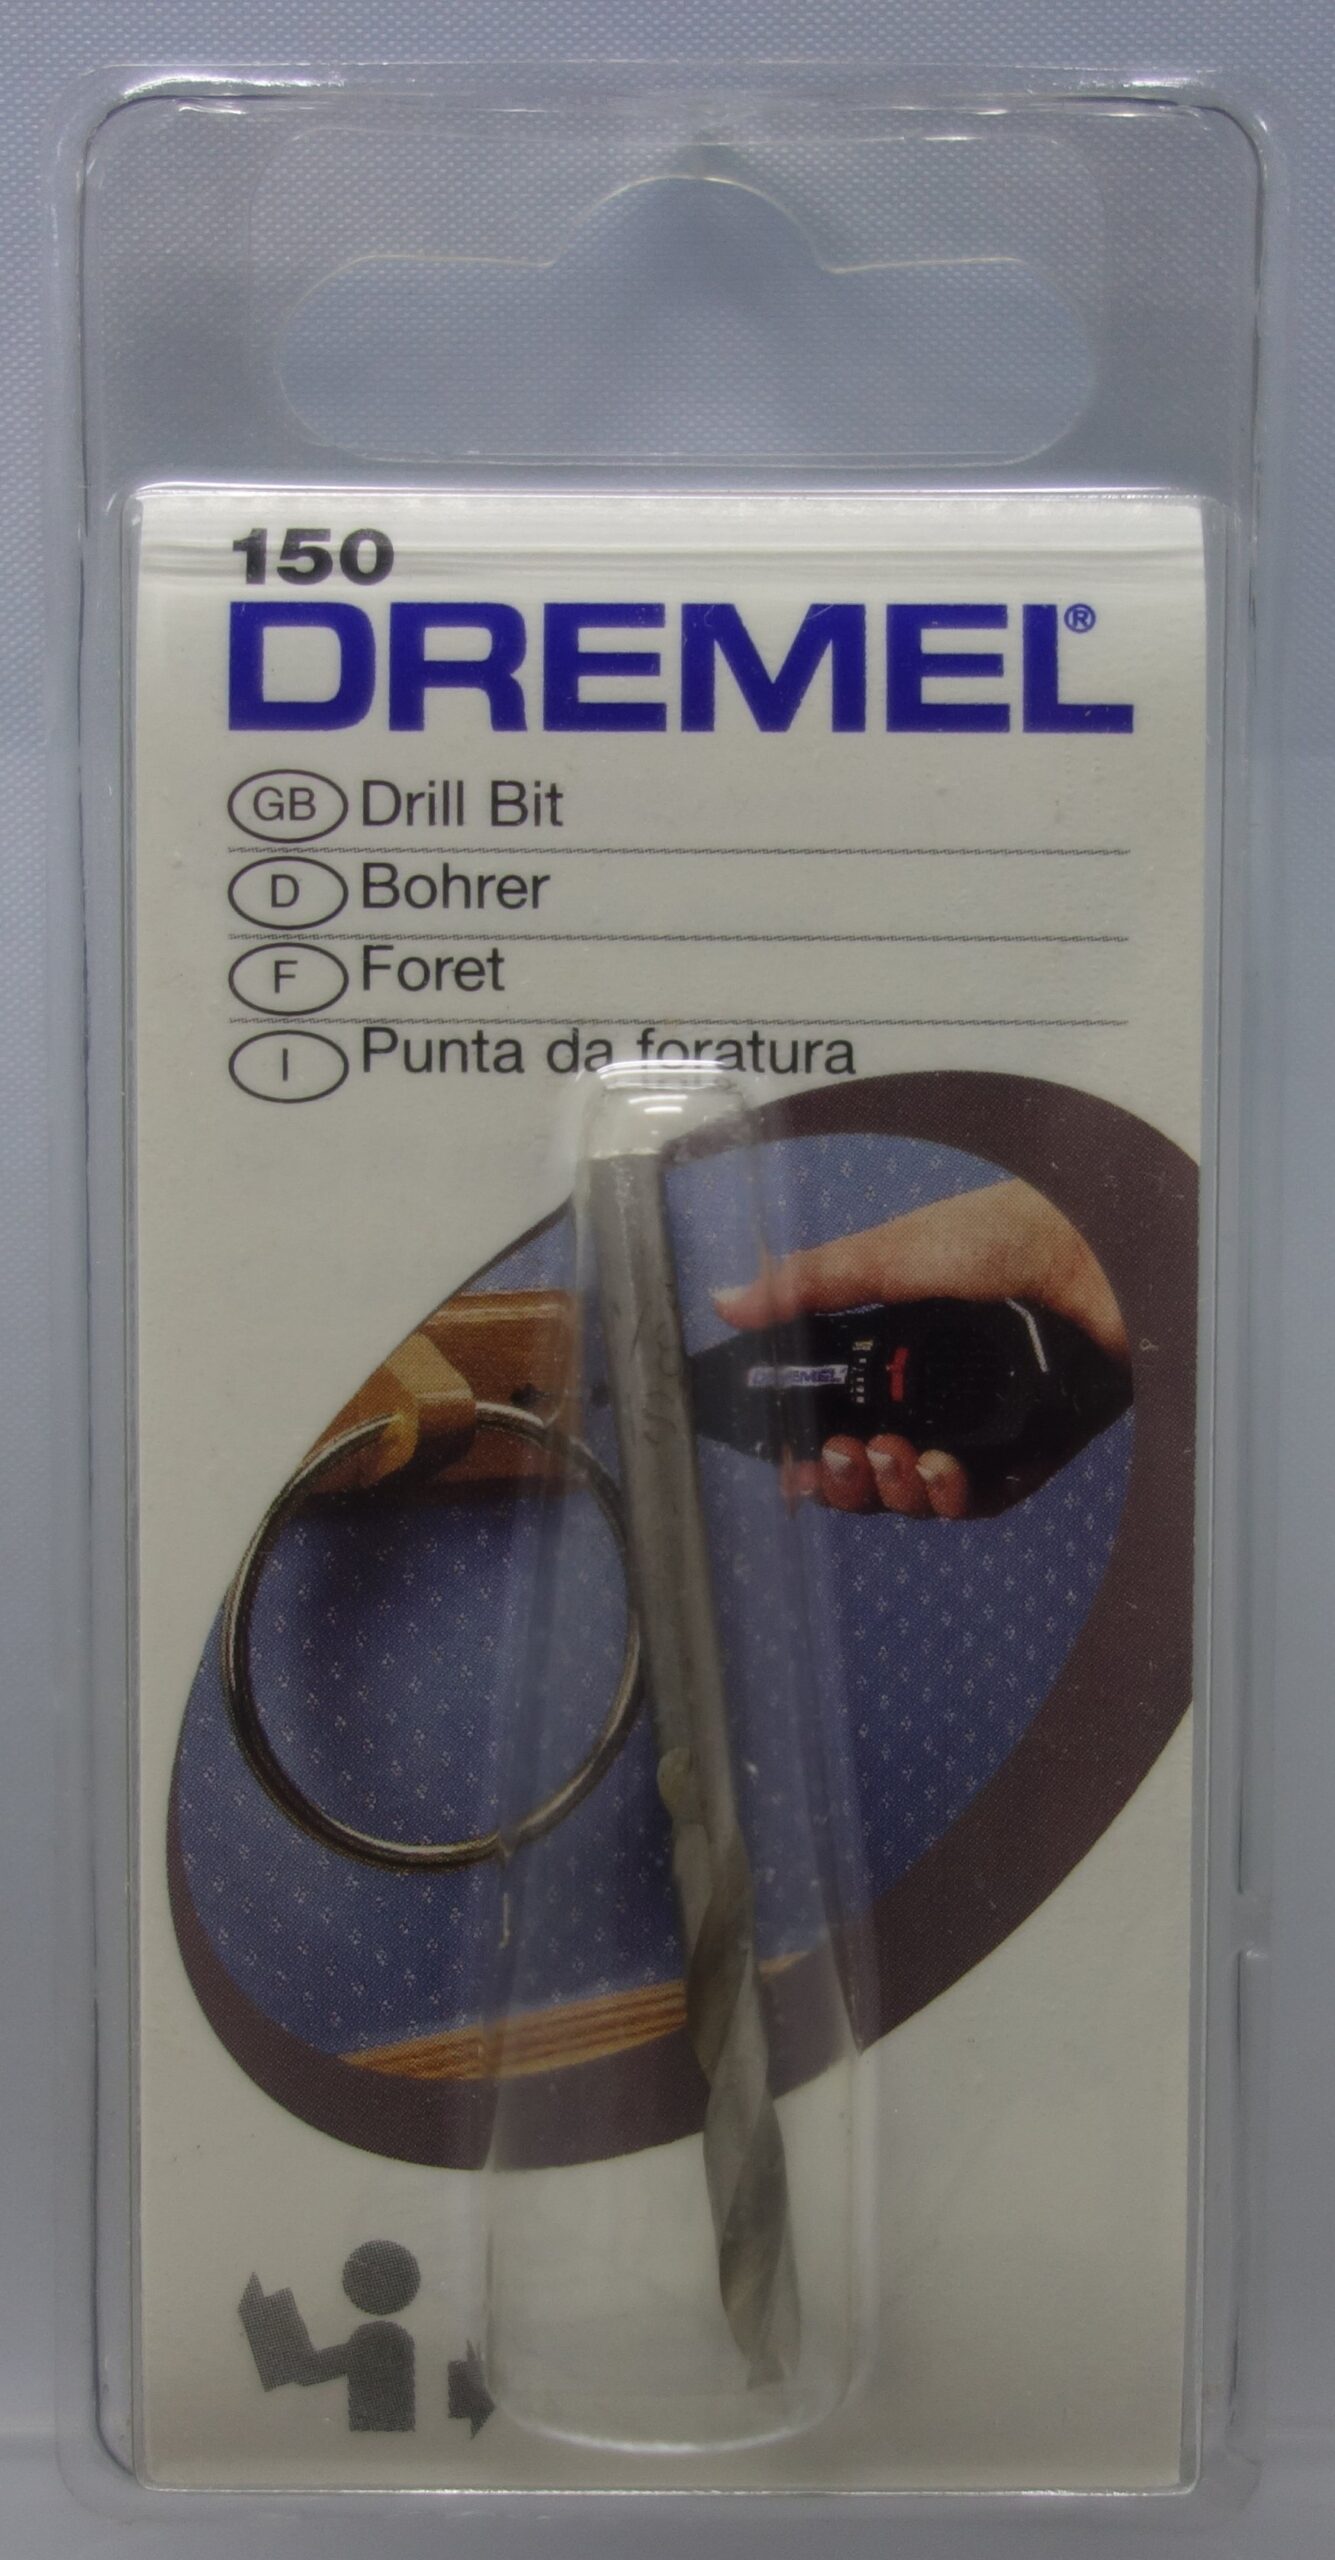 150
DREMEL®
GB Drill Bit
D Bohrer
F Foret
I Punta da foratura
DREMEL